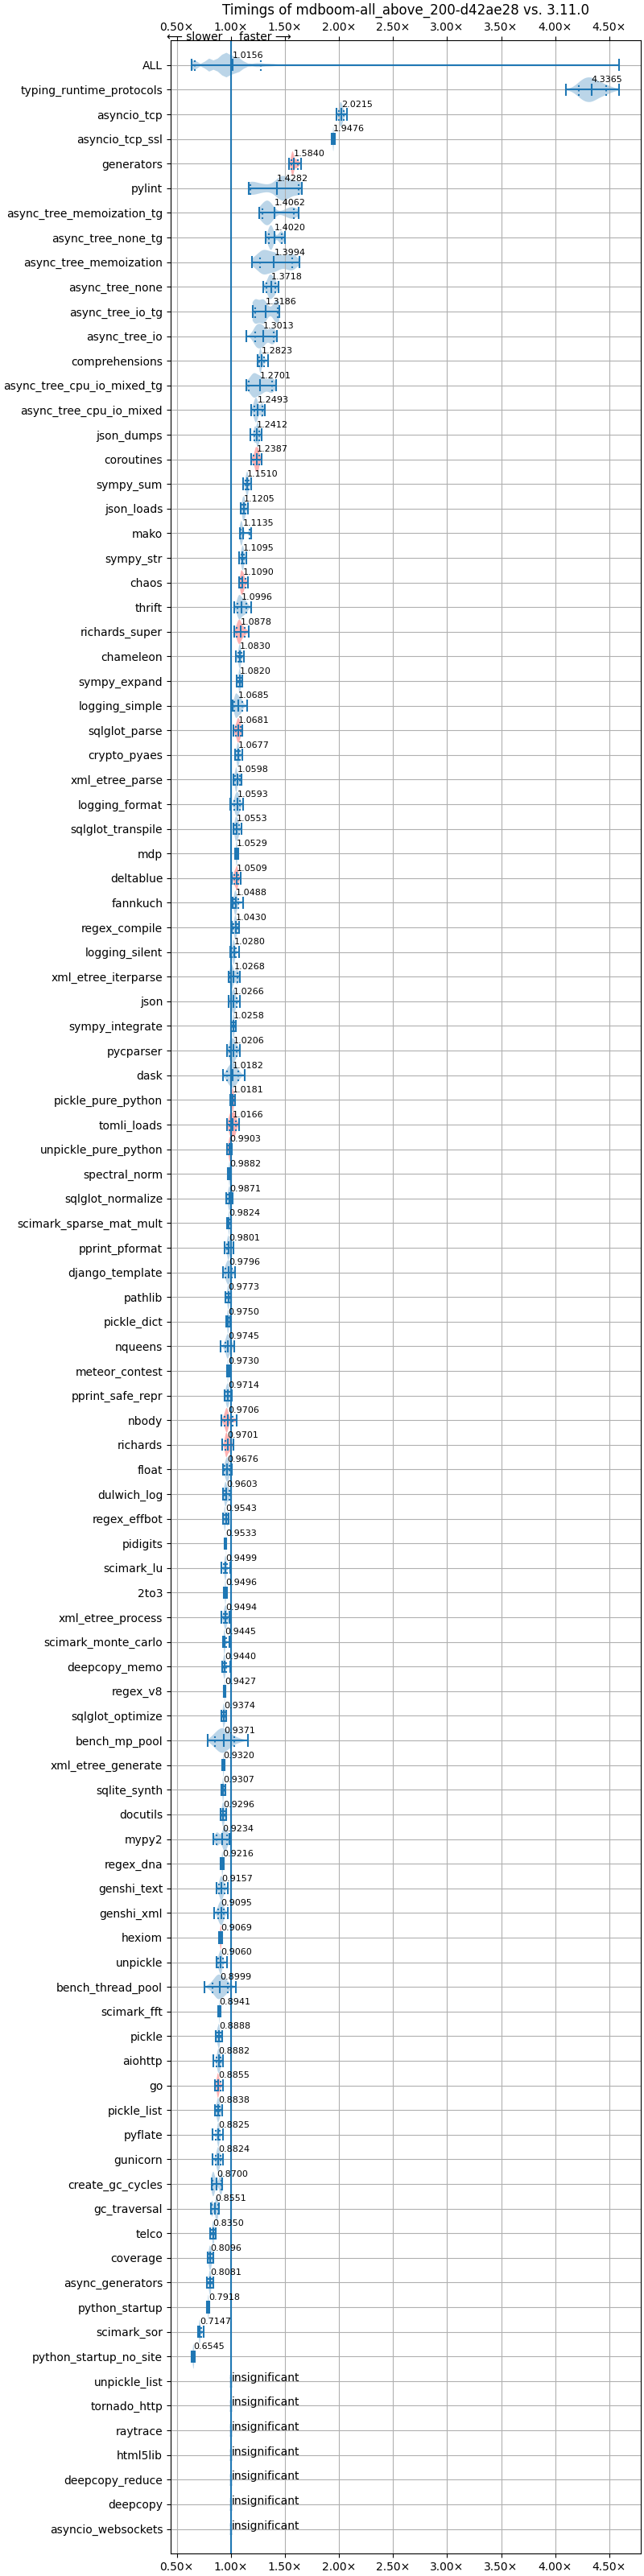 Timings of mdboom-all_above_200-d42ae28 vs. 3.11.0
0.50× 1.00× 1.50× 2.00× 2.50× 3.00× 3.50× 4.00× 4.50×
⟵ slower faster ⟶
ALL 1.0156
typing_runtime_protocols 4.3365
asyncio_tcp 2.0215
asyncio_tcp_ssl 1.9476
generators 1.5840
pylint 1.4282
async_tree_memoization_tg 1.4062
async_tree_none_tg 1.4020
async_tree_memoization 1.3994
async_tree_none 1.3718
async_tree_io_tg 1.3186
async_tree_io 1.3013
comprehensions 1.2823
async_tree_cpu_io_mixed_tg 1.2701
async_tree_cpu_io_mixed 1.2493
json_dumps 1.2412
coroutines 1.2387
sympy_sum 1.1510
json_loads 1.1205
mako 1.1135
sympy_str 1.1095
chaos 1.1090
thrift 1.0996
richards_super 1.0878
chameleon 1.0830
sympy_expand 1.0820
logging_simple 1.0685
sqlglot_parse 1.0681
crypto_pyaes 1.0677
xml_etree_parse 1.0598
logging_format 1.0593
sqlglot_transpile 1.0553
mdp 1.0529
deltablue 1.0509
fannkuch 1.0488
regex_compile 1.0430
logging_silent 1.0280
xml_etree_iterparse 1.0268
json 1.0266
sympy_integrate 1.0258
pycparser 1.0206
dask 1.0182
pickle_pure_python 1.0181
tomli_loads 1.0166
unpickle_pure_python 0.9903
spectral_norm 0.9882
sqlglot_normalize 0.9871
scimark_sparse_mat_mult 0.9824
pprint_pformat 0.9801
django_template 0.9796
pathlib 0.9773
pickle_dict 0.9750
nqueens 0.9745
meteor_contest 0.9730
pprint_safe_repr 0.9714
nbody 0.9706
richards 0.9701
float 0.9676
dulwich_log 0.9603
regex_effbot 0.9543
pidigits 0.9533
scimark_lu 0.9499
2to3 0.9496
xml_etree_process 0.9494
scimark_monte_carlo 0.9445
deepcopy_memo 0.9440
regex_v8 0.9427
sqlglot_optimize 0.9374
bench_mp_pool 0.9371
xml_etree_generate 0.9320
sqlite_synth 0.9307
docutils 0.9296
mypy2 0.9234
regex_dna 0.9216
genshi_text 0.9157
genshi_xml 0.9095
hexiom 0.9069
unpickle 0.9060
bench_thread_pool 0.8999
scimark_fft 0.8941
pickle 0.8888
aiohttp 0.8882
go 0.8855
pickle_list 0.8838
pyflate 0.8825
gunicorn 0.8824
create_gc_cycles 0.8700
gc_traversal 0.8551
telco 0.8350
coverage 0.8096
async_generators 0.8081
python_startup 0.7918
scimark_sor 0.7147
python_startup_no_site 0.6545
unpickle_list insignificant
tornado_http insignificant
raytrace insignificant
html5lib insignificant
deepcopy_reduce insignificant
deepcopy insignificant
asyncio_websockets insignificant
0.50× 1.00× 1.50× 2.00× 2.50× 3.00× 3.50× 4.00× 4.50×